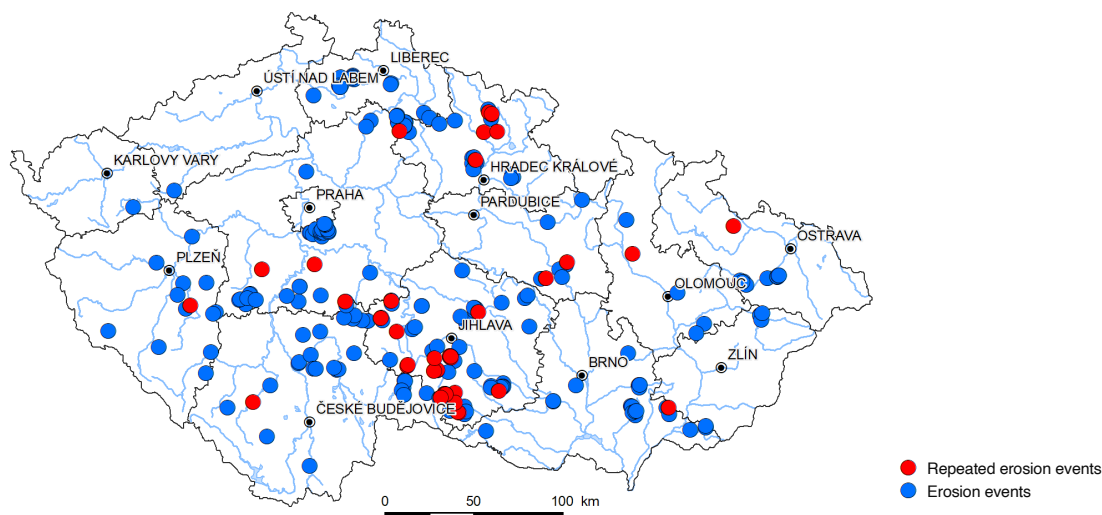 LIBEREC
ÚSTÍ NAD LABEM
KARLOVY VARY
HRADEC KRÁLOVÉ
PRAHA
PARDUBICE
OSTRAVA
PLZEŇ
OLOMOUC
JIHLAVA
ZLÍN
BRNO
ČESKÉ BUDĚJOVICE
Repeated erosion events
Erosion events
0 50 100 km